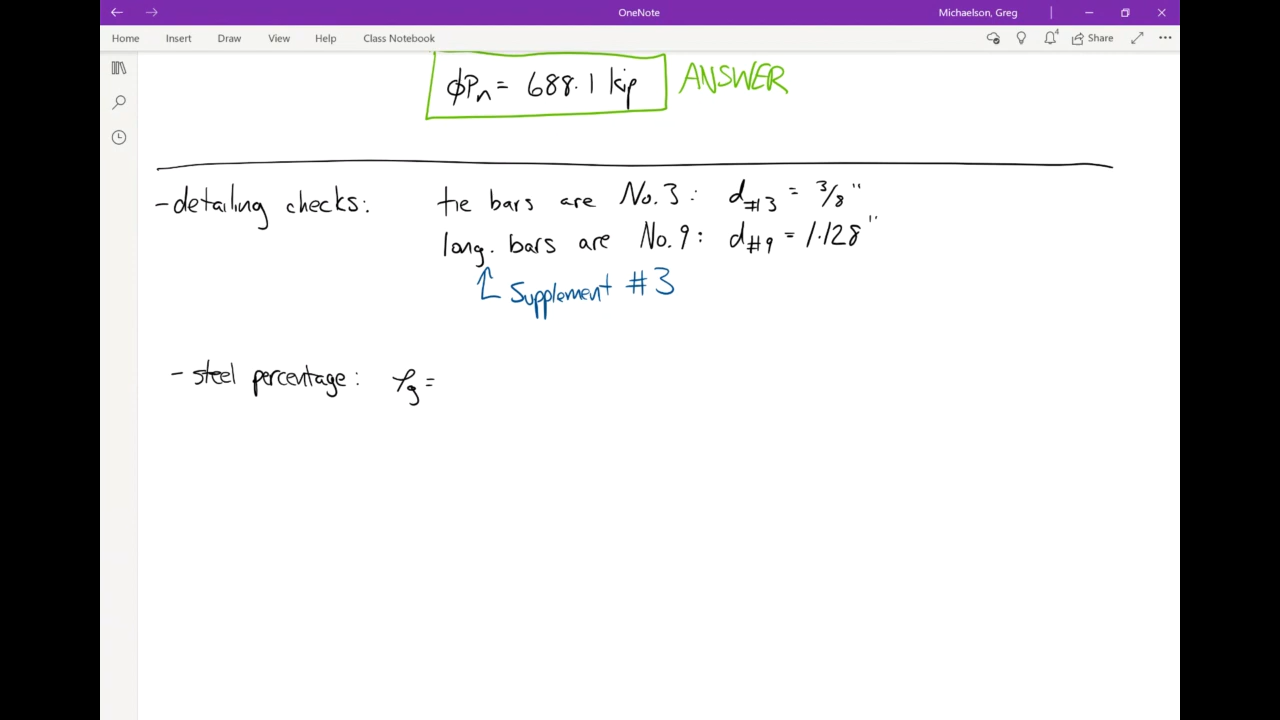 OneNote
Michaelson, Greg
Home Insert Draw View Help Class Notebook
4
Share
ϕPn = 688.1 kip ANSWER
- detailing checks: tie bars are No. 3: d#3 = 3/8"
long. bars are No. 9: d#9 = 1.128"
↑ Supplement #3
- steel percentage: ρg =